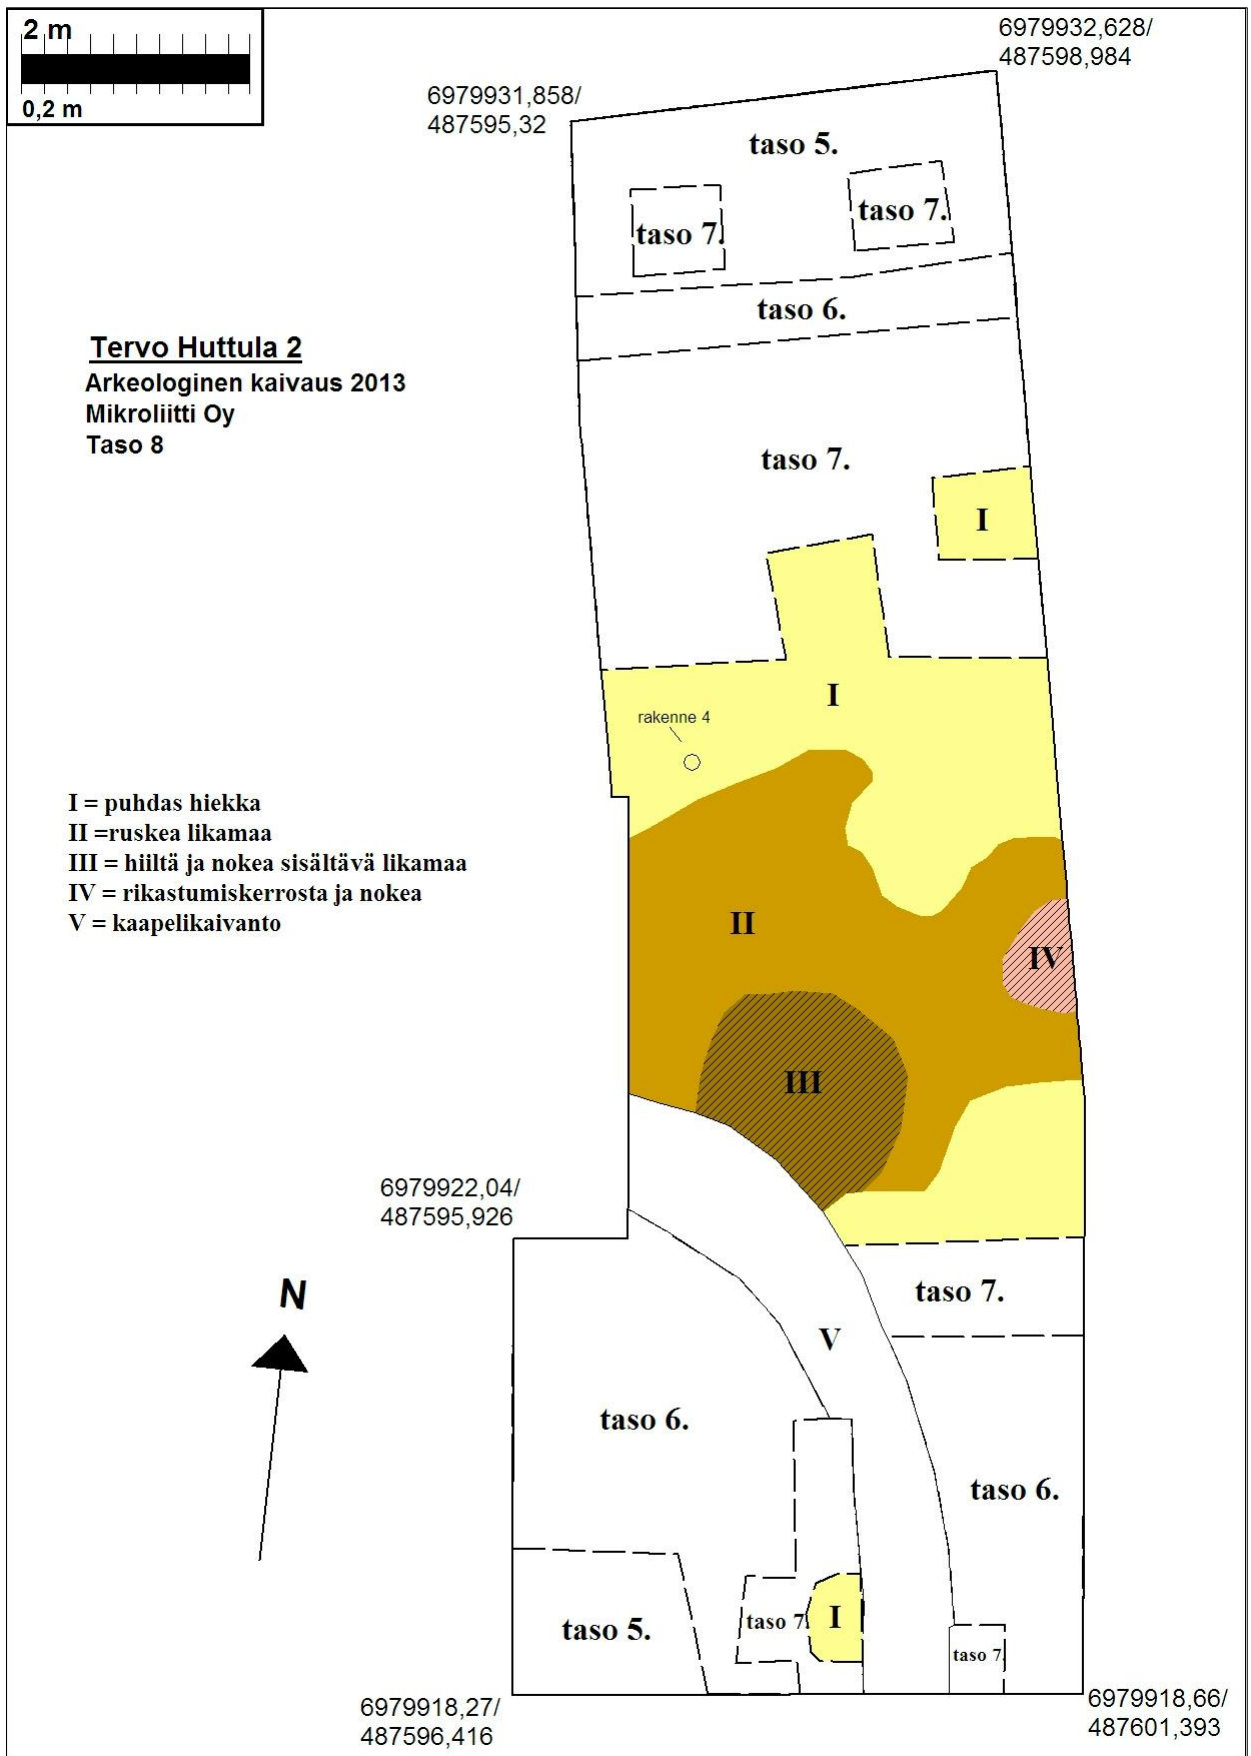 2 m
0,2 m
6979932,628/
487598,984
6979931,858/
487595,32
taso 5.
taso 7.
taso 7.
taso 6.
Tervo Huttula 2
Arkeologinen kaivaus 2013
Mikroliitti Oy
Taso 8
taso 7.
I
I
rakenne 4
I = puhdas hiekka
II =ruskea likamaa
III = hiiltä ja nokea sisältävä likamaa
IV = rikastumiskerrosta ja nokea
V = kaapelikaivanto
II
IV
III
6979922,04/
487595,926
N
taso 7.
V
taso 6.
taso 6.
taso 5.
taso 7.
I
taso 7.
6979918,27/
487596,416
6979918,66/
487601,393